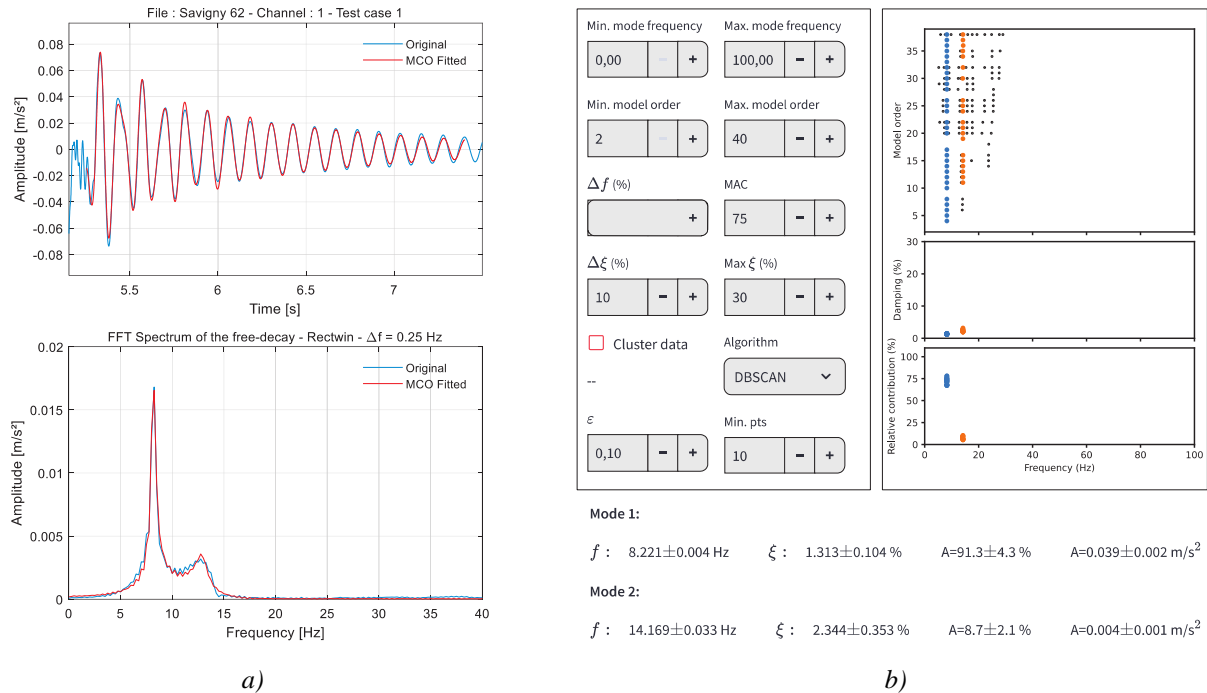 File : Savigny 62 - Channel : 1 - Test case 1
Original
MCO Fitted
Amplitude [m/s²]
0.08
0.06
0.04
0.02
0
-0.02
-0.04
-0.06
-0.08
5.5 6 6.5 7
Time [s]
FFT Spectrum of the free-decay - Rectwin - Δf = 0.25 Hz
Original
MCO Fitted
Amplitude [m/s²]
0.02
0.015
0.01
0.005
0
0 5 10 15 20 25 30 35 40
Frequency [Hz]
a)
Min. mode frequency Max. mode frequency
0,00 - + 100,00 - +
Min. model order Max. model order
2 - + 40 - +
Δf (%) MAC
+ 75 - +
Δξ (%) Max ξ (%)
10 - + 30 - +
Cluster data Algorithm
-- DBSCAN
ε Min. pts
0,10 - + 10 - +
Model order
35
30
25
20
15
10
5
Damping (%)
30
20
10
0
Relative contribution (%)
100
75
50
25
0
0 20 40 60 80 100
Frequency (Hz)
Mode 1:
f : 8.221±0.004 Hz ξ : 1.313±0.104 % A=91.3±4.3 % A=0.039±0.002 m/s²
Mode 2:
f : 14.169±0.033 Hz ξ : 2.344±0.353 % A=8.7±2.1 % A=0.004±0.001 m/s²
b)